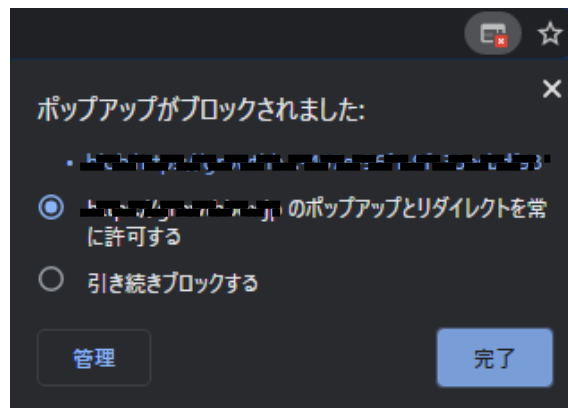 ポップアップがブロックされました:
のポップアップとリダイレクトを常
に許可する
引き続きブロックする
管理
完了